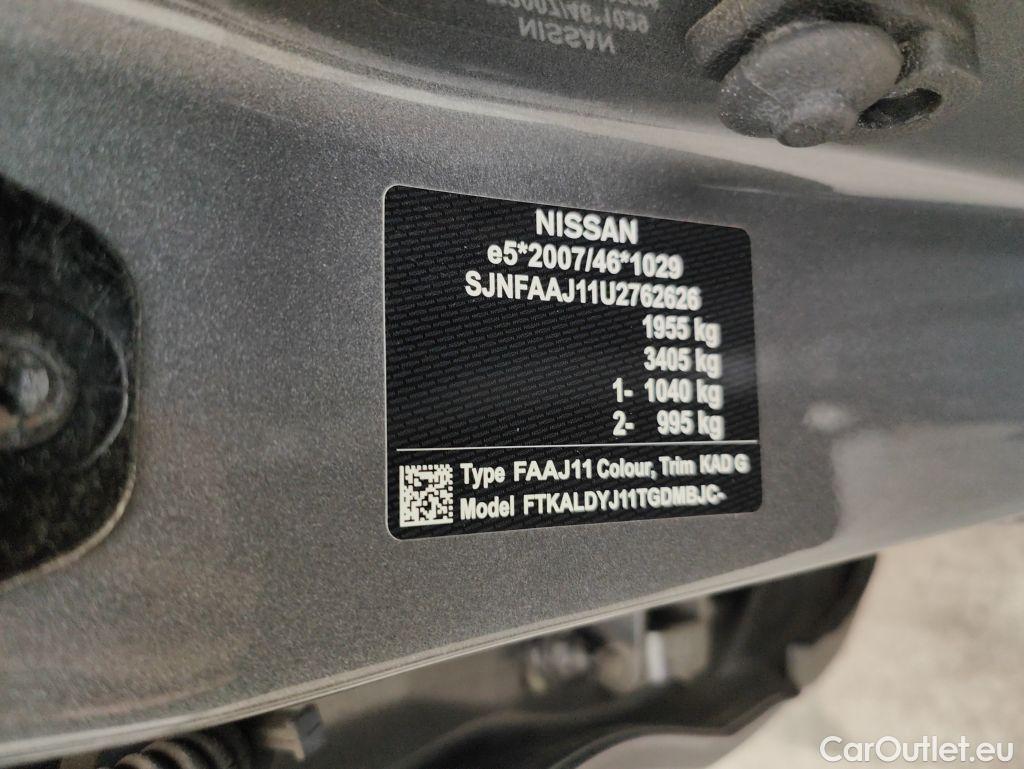 NISSAN
e5*2007/46*1029
SJNFAAJ11U2762626
1955 kg
3405 kg
1- 1040 kg
2- 995 kg
Type FAAJ11 Colour, Trim KAD G
Model FTKALDYJ11TGDMBJC-
CarOutlet.eu